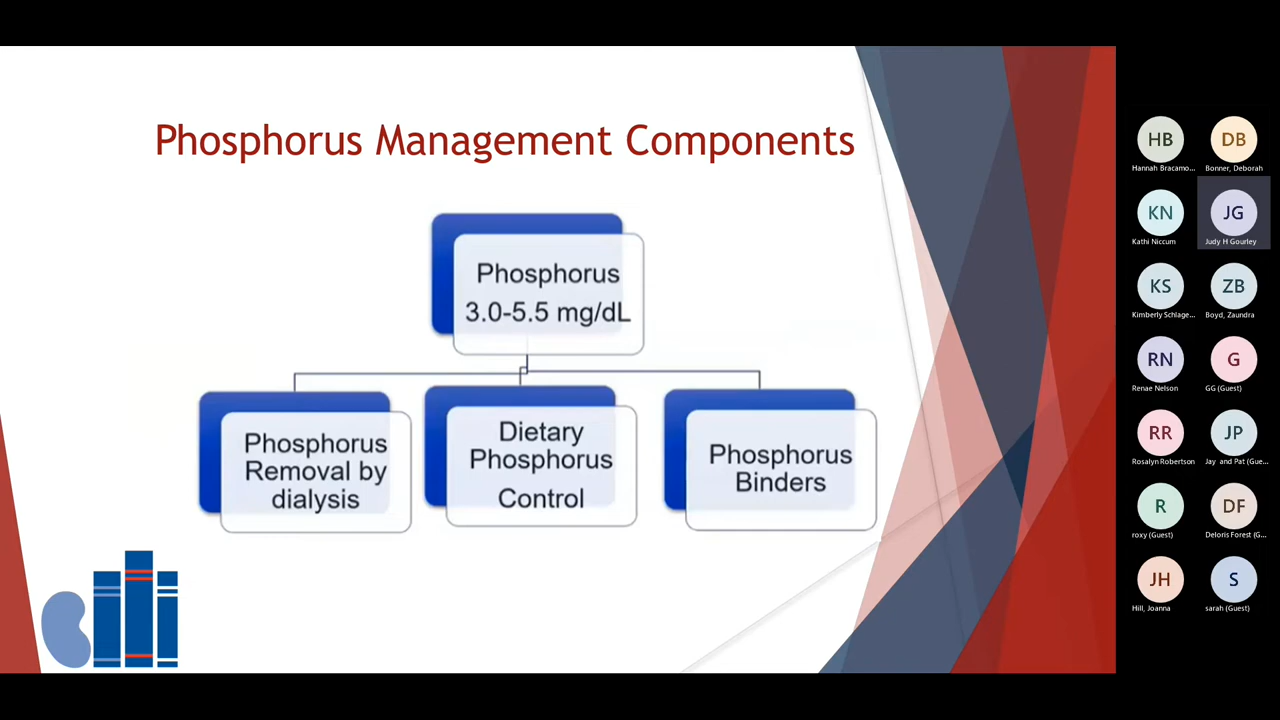 Phosphorus Management Components
Phosphorus
3.0-5.5 mg/dL
Phosphorus
Removal by
dialysis
Dietary
Phosphorus
Control
Phosphorus
Binders
HB
Hannah Bracamo...
DB
Bonner, Deborah
KN
Kathi Niccum
JG
Judy H Gourley
KS
Kimberly Schlage...
ZB
Boyd, Zaundra
RN
Renae Nelson
G
GG (Guest)
RR
Rosalyn Robertson
JP
Jay and Pat (Gue...
R
roxy (Guest)
DF
Deloris Forest (G...
JH
Hill, Joanna
S
sarah (Guest)